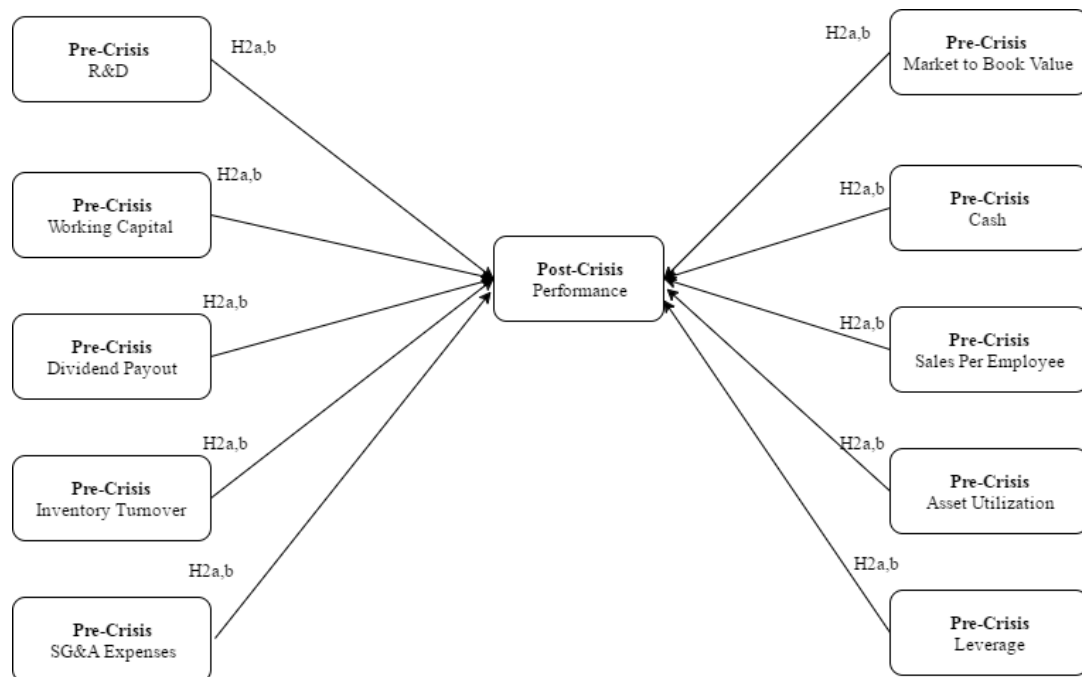 Pre-Crisis
R&D
H2a,b
H2a,b
Pre-Crisis
Market to Book Value
Pre-Crisis
Working Capital
H2a,b
H2a,b
Pre-Crisis
Cash
Post-Crisis
Performance
Pre-Crisis
Dividend Payout
H2a,b
H2a,b
Pre-Crisis
Sales Per Employee
Pre-Crisis
Inventory Turnover
H2a,b
H2a,b
Pre-Crisis
Asset Utilization
Pre-Crisis
SG&A Expenses
H2a,b
H2a,b
Pre-Crisis
Leverage